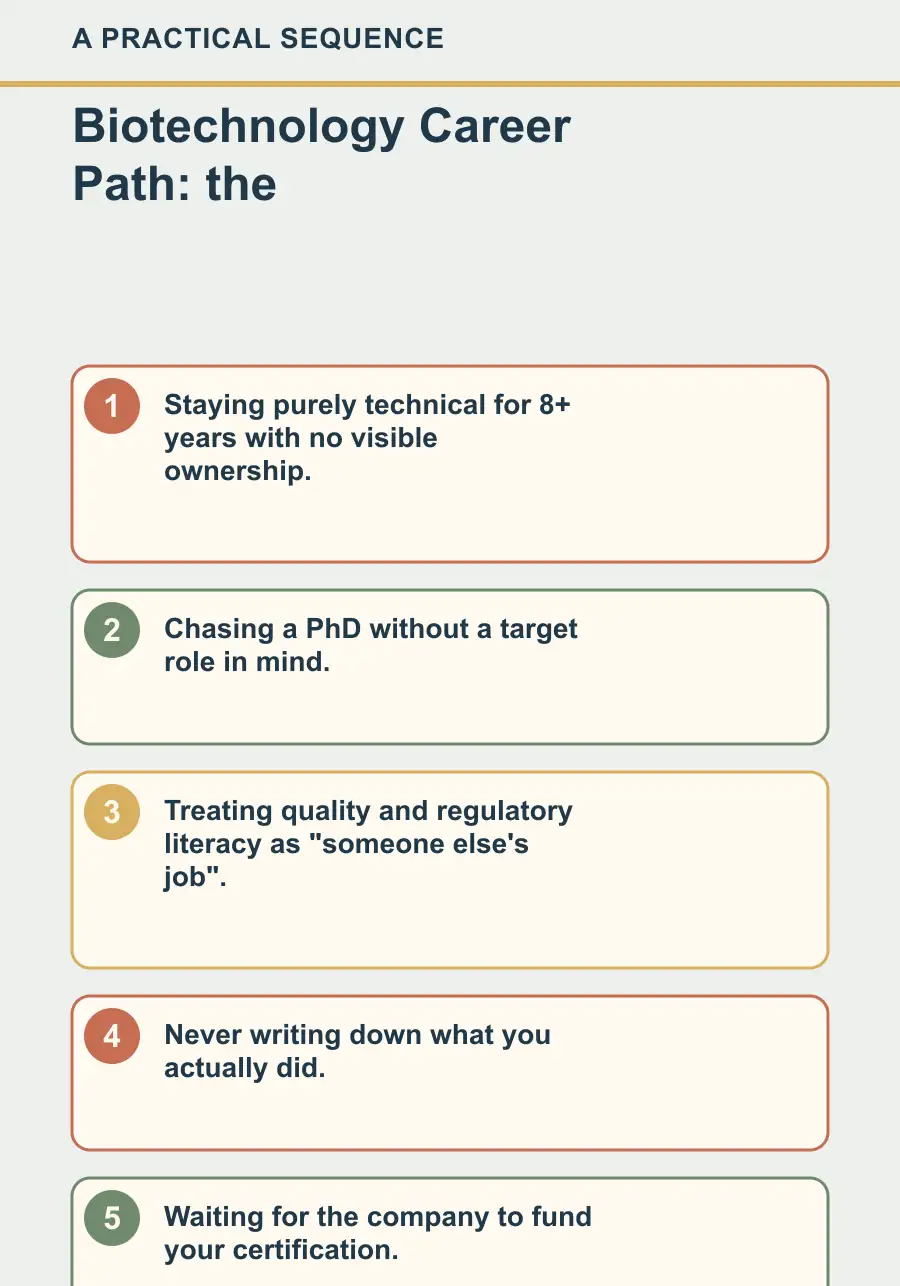 A PRACTICAL SEQUENCE
Biotechnology Career
Path: the
1
Staying purely technical for 8+
years with no visible
ownership.
2
Chasing a PhD without a target
role in mind.
3
Treating quality and regulatory
literacy as "someone else's
job".
4
Never writing down what you
actually did.
5
Waiting for the company to fund
your certification.